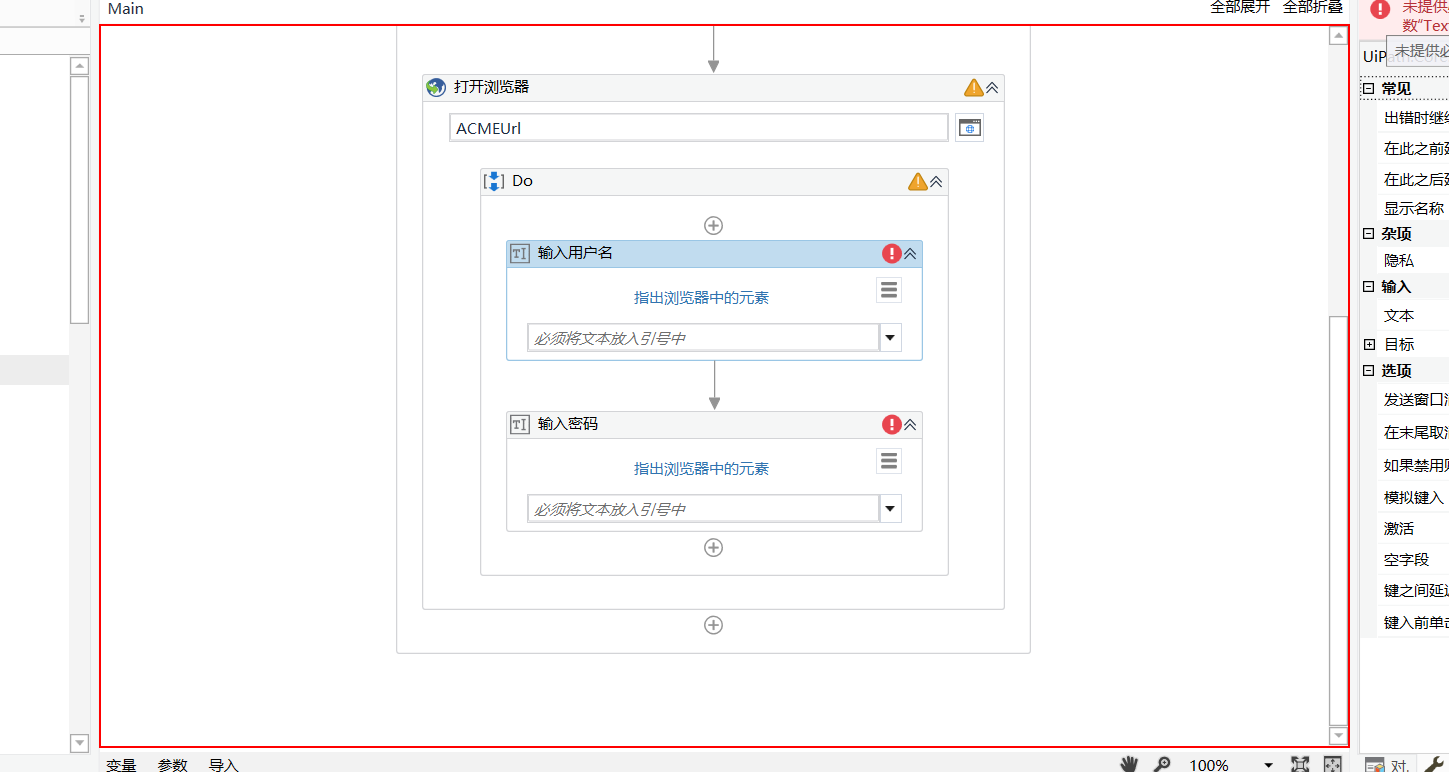 Main
全部展开 全部折叠
打开浏览器
ACMEUrl
Do
输入用户名
指出浏览器中的元素
必须将文本放入引号中
输入密码
指出浏览器中的元素
必须将文本放入引号中
变量 参数 导入
100%
未提供
数“Tex
未提供必
UiPath.Core
常见
出错时继续
在此之前
在此之后
显示名称
杂项
隐私
输入
文本
目标
选项
发送窗口
在末尾取
如果禁用
模拟键入
激活
空字段
键之间延
键入前单击
对.